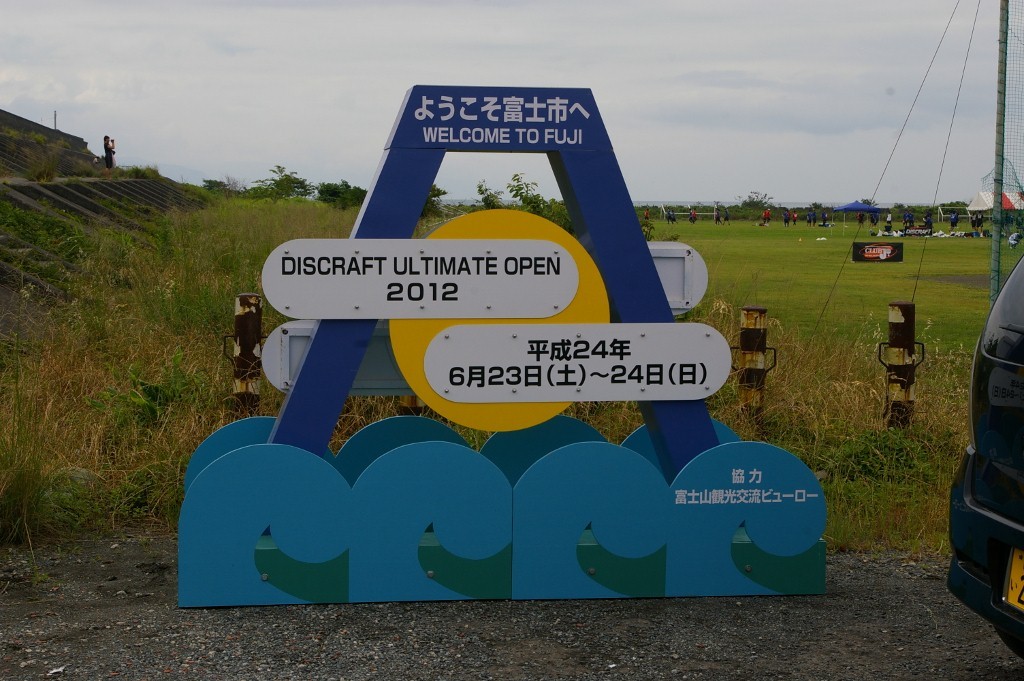 ようこそ富士市へ
WELCOME TO FUJI
DISCRAFT ULTIMATE OPEN
2012
平成24年
6月23日(土)～24日(日)
協力
富士山観光交流ビューロー
DISCRAFT